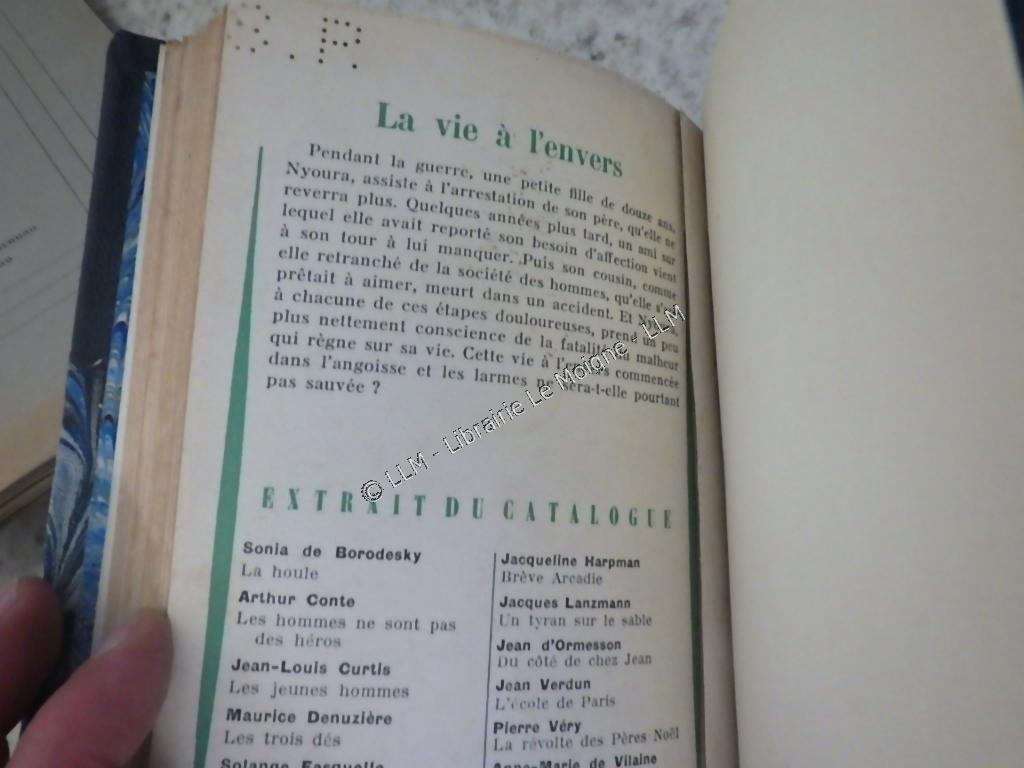 S.P.
La vie à l'envers
Pendant la guerre, une petite fille de douze ans,
Nyoura, assiste à l'arrestation de son père, qu'elle ne
reverra plus. Quelques années plus tard, un ami sur
lequel elle avait reporté son besoin d'affection vient
à son tour à lui manquer. Puis son cousin, comme
elle retranché de la société des hommes, qu'elle s'ap-
prêtait à aimer, meurt dans un accident. Et
à chacune de ces étapes douloureuses, prend un peu
plus nettement conscience de la fatalité malheur
qui règne sur sa vie. Cette vie à commencée
dans l'angoisse et les larmes ne sera-t-elle pourtant
pas sauvée ?
© LLM - Librairie Le Moigne - LLM
EXTRAIT DU CATALOGUE
Sonia de Borodesky
La houle
Arthur Conte
Les hommes ne sont pas
des héros
Jean-Louis Curtis
Les jeunes hommes
Maurice Denuzière
Les trois dés
Solange Fasquelle
Jacqueline Harpman
Brève Arcadie
Jacques Lanzmann
Un tyran sur le sable
Jean d'Ormesson
Du côté de chez Jean
Jean Verdun
L'école de Paris
Pierre Véry
La révolte des Pères Noël
Anne-Marie de Vilaine